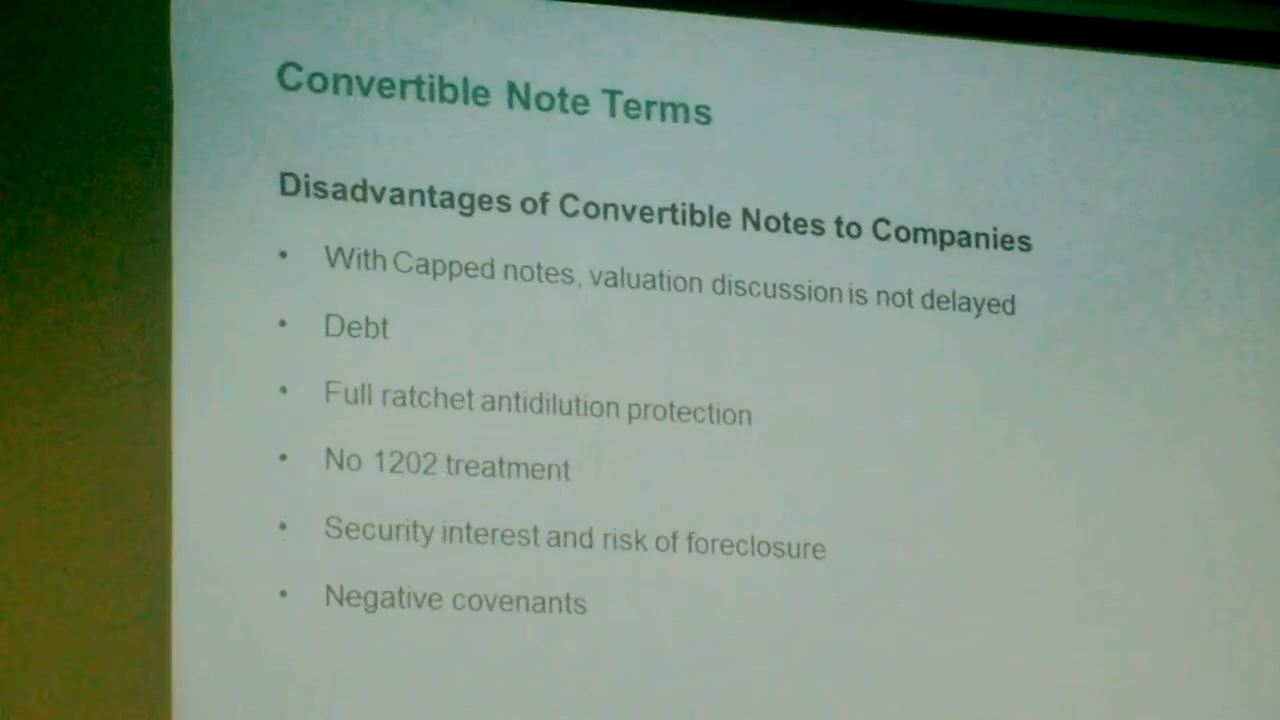 Convertible Note Terms
Disadvantages of Convertible Notes to Companies
• With Capped notes, valuation discussion is not delayed
• Debt
• Full ratchet antidilution protection
• No 1202 treatment
• Security interest and risk of foreclosure
• Negative covenants